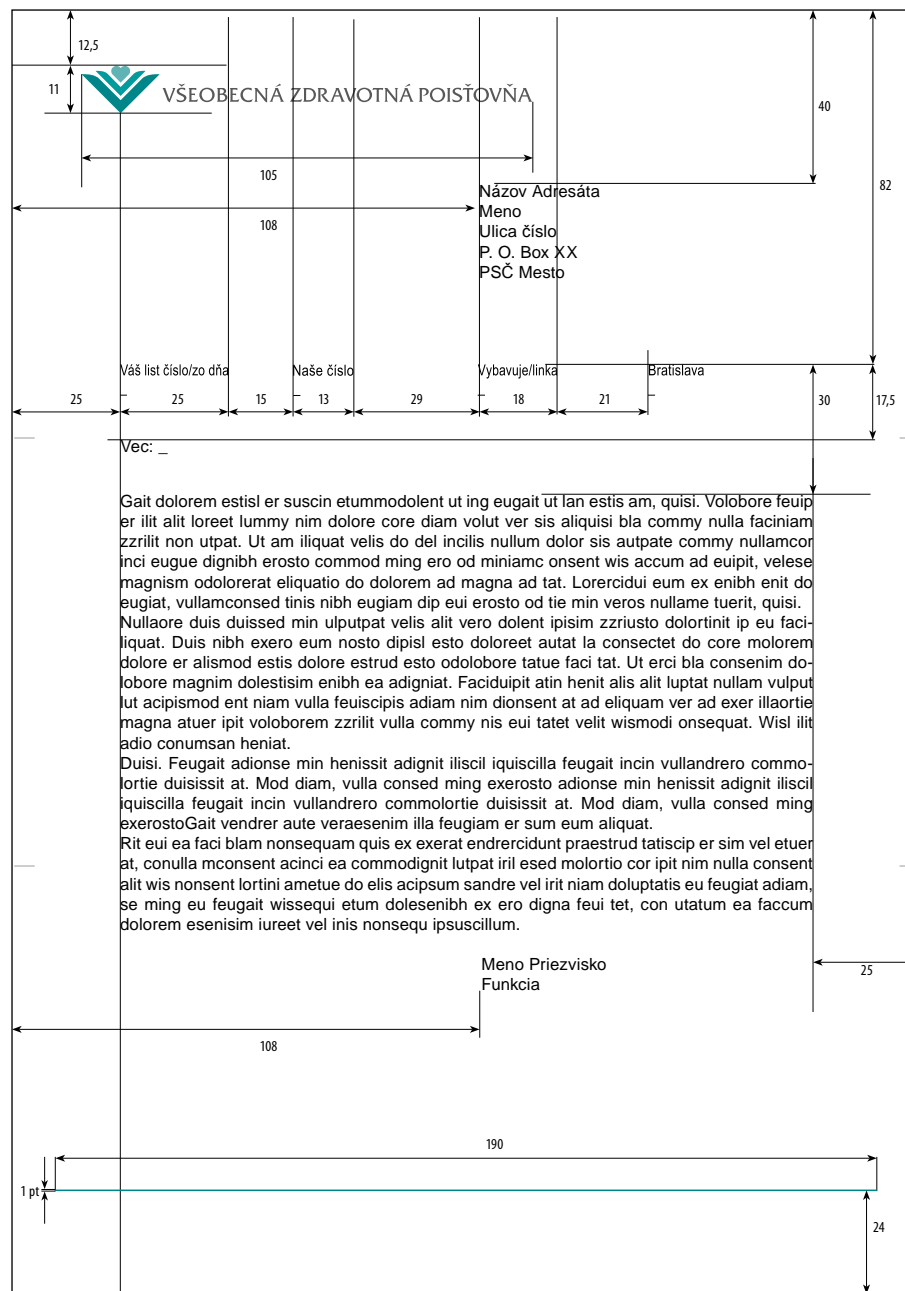 12,5
11
VŠEOBECNÁ ZDRAVOTNÁ POISŤOVŇA
40
105
82
Názov Adresáta
108
Meno
Ulica číslo
P. O. Box XX
PSČ Mesto
Váš list číslo/zo dňa Naše číslo Vybavuje/linka Bratislava
_ _ _ _
25 25 15 13 29 18 21 30 17,5
Vec: _
Gait dolorem estisl er suscin etummodolent ut ing eugait ut lan estis am, quisi. Volobore feuip
er ilit alit loreet lummy nim dolore core diam volut ver sis aliquisi bla commy nulla faciniam
zzrilit non utpat. Ut am iliquat velis do del incilis nullum dolor sis autpate commy nullamcor
inci eugue dignibh erosto commod ming ero od miniamc onsent wis accum ad euipit, velese
magnism odolorerat eliquatio do dolorem ad magna ad tat. Lorercidui eum ex enibh enit do
eugiat, vullamconsed tinis nibh eugiam dip eui erosto od tie min veros nullame tuerit, quisi.
Nullaore duis duissed min ulputpat velis alit vero dolent ipisim zzriusto dolortinit ip eu faci-
liquat. Duis nibh exero eum nosto dipisl esto doloreet autat la consectet do core molorem
dolore er alismod estis dolore estrud esto odolobore tatue faci tat. Ut erci bla consenim do-
lobore magnim dolestisim enibh ea adigniat. Faciduipit atin henit alis alit luptat nullam vulput
lut acipismod ent niam vulla feuiscipis adiam nim dionsent at ad eliquam ver ad exer illaortie
magna atuer ipit voloborem zzrilit vulla commy nis eui tatet velit wismodi onsequat. Wisl ilit
adio conumsan heniat.
Duisi. Feugait adionse min henissit adignit iliscil iquiscilla feugait incin vullandrero commo-
lortie duisissit at. Mod diam, vulla consed ming exerosto adionse min henissit adignit iliscil
iquiscilla feugait incin vullandrero commolortie duisissit at. Mod diam, vulla consed ming
exerostoGait vendrer aute veraesenim illa feugiam er sum eum aliquat.
Rit eui ea faci blam nonsequam quis ex exerat endrercidunt praestrud tatiscip er sim vel etuer
at, conulla mconsent acinci ea commodignit lutpat iril esed molortio cor ipit nim nulla consent
alit wis nonsent lortini ametue do elis acipsum sandre vel irit niam doluptatis eu feugiat adiam,
se ming eu feugait wissequi etum dolesenibh ex ero digna feui tet, con utatum ea faccum
dolorem esenisim iureet vel inis nonsequ ipsuscillum.
Meno Priezvisko
25
Funkcia
108
190
1 pt
24